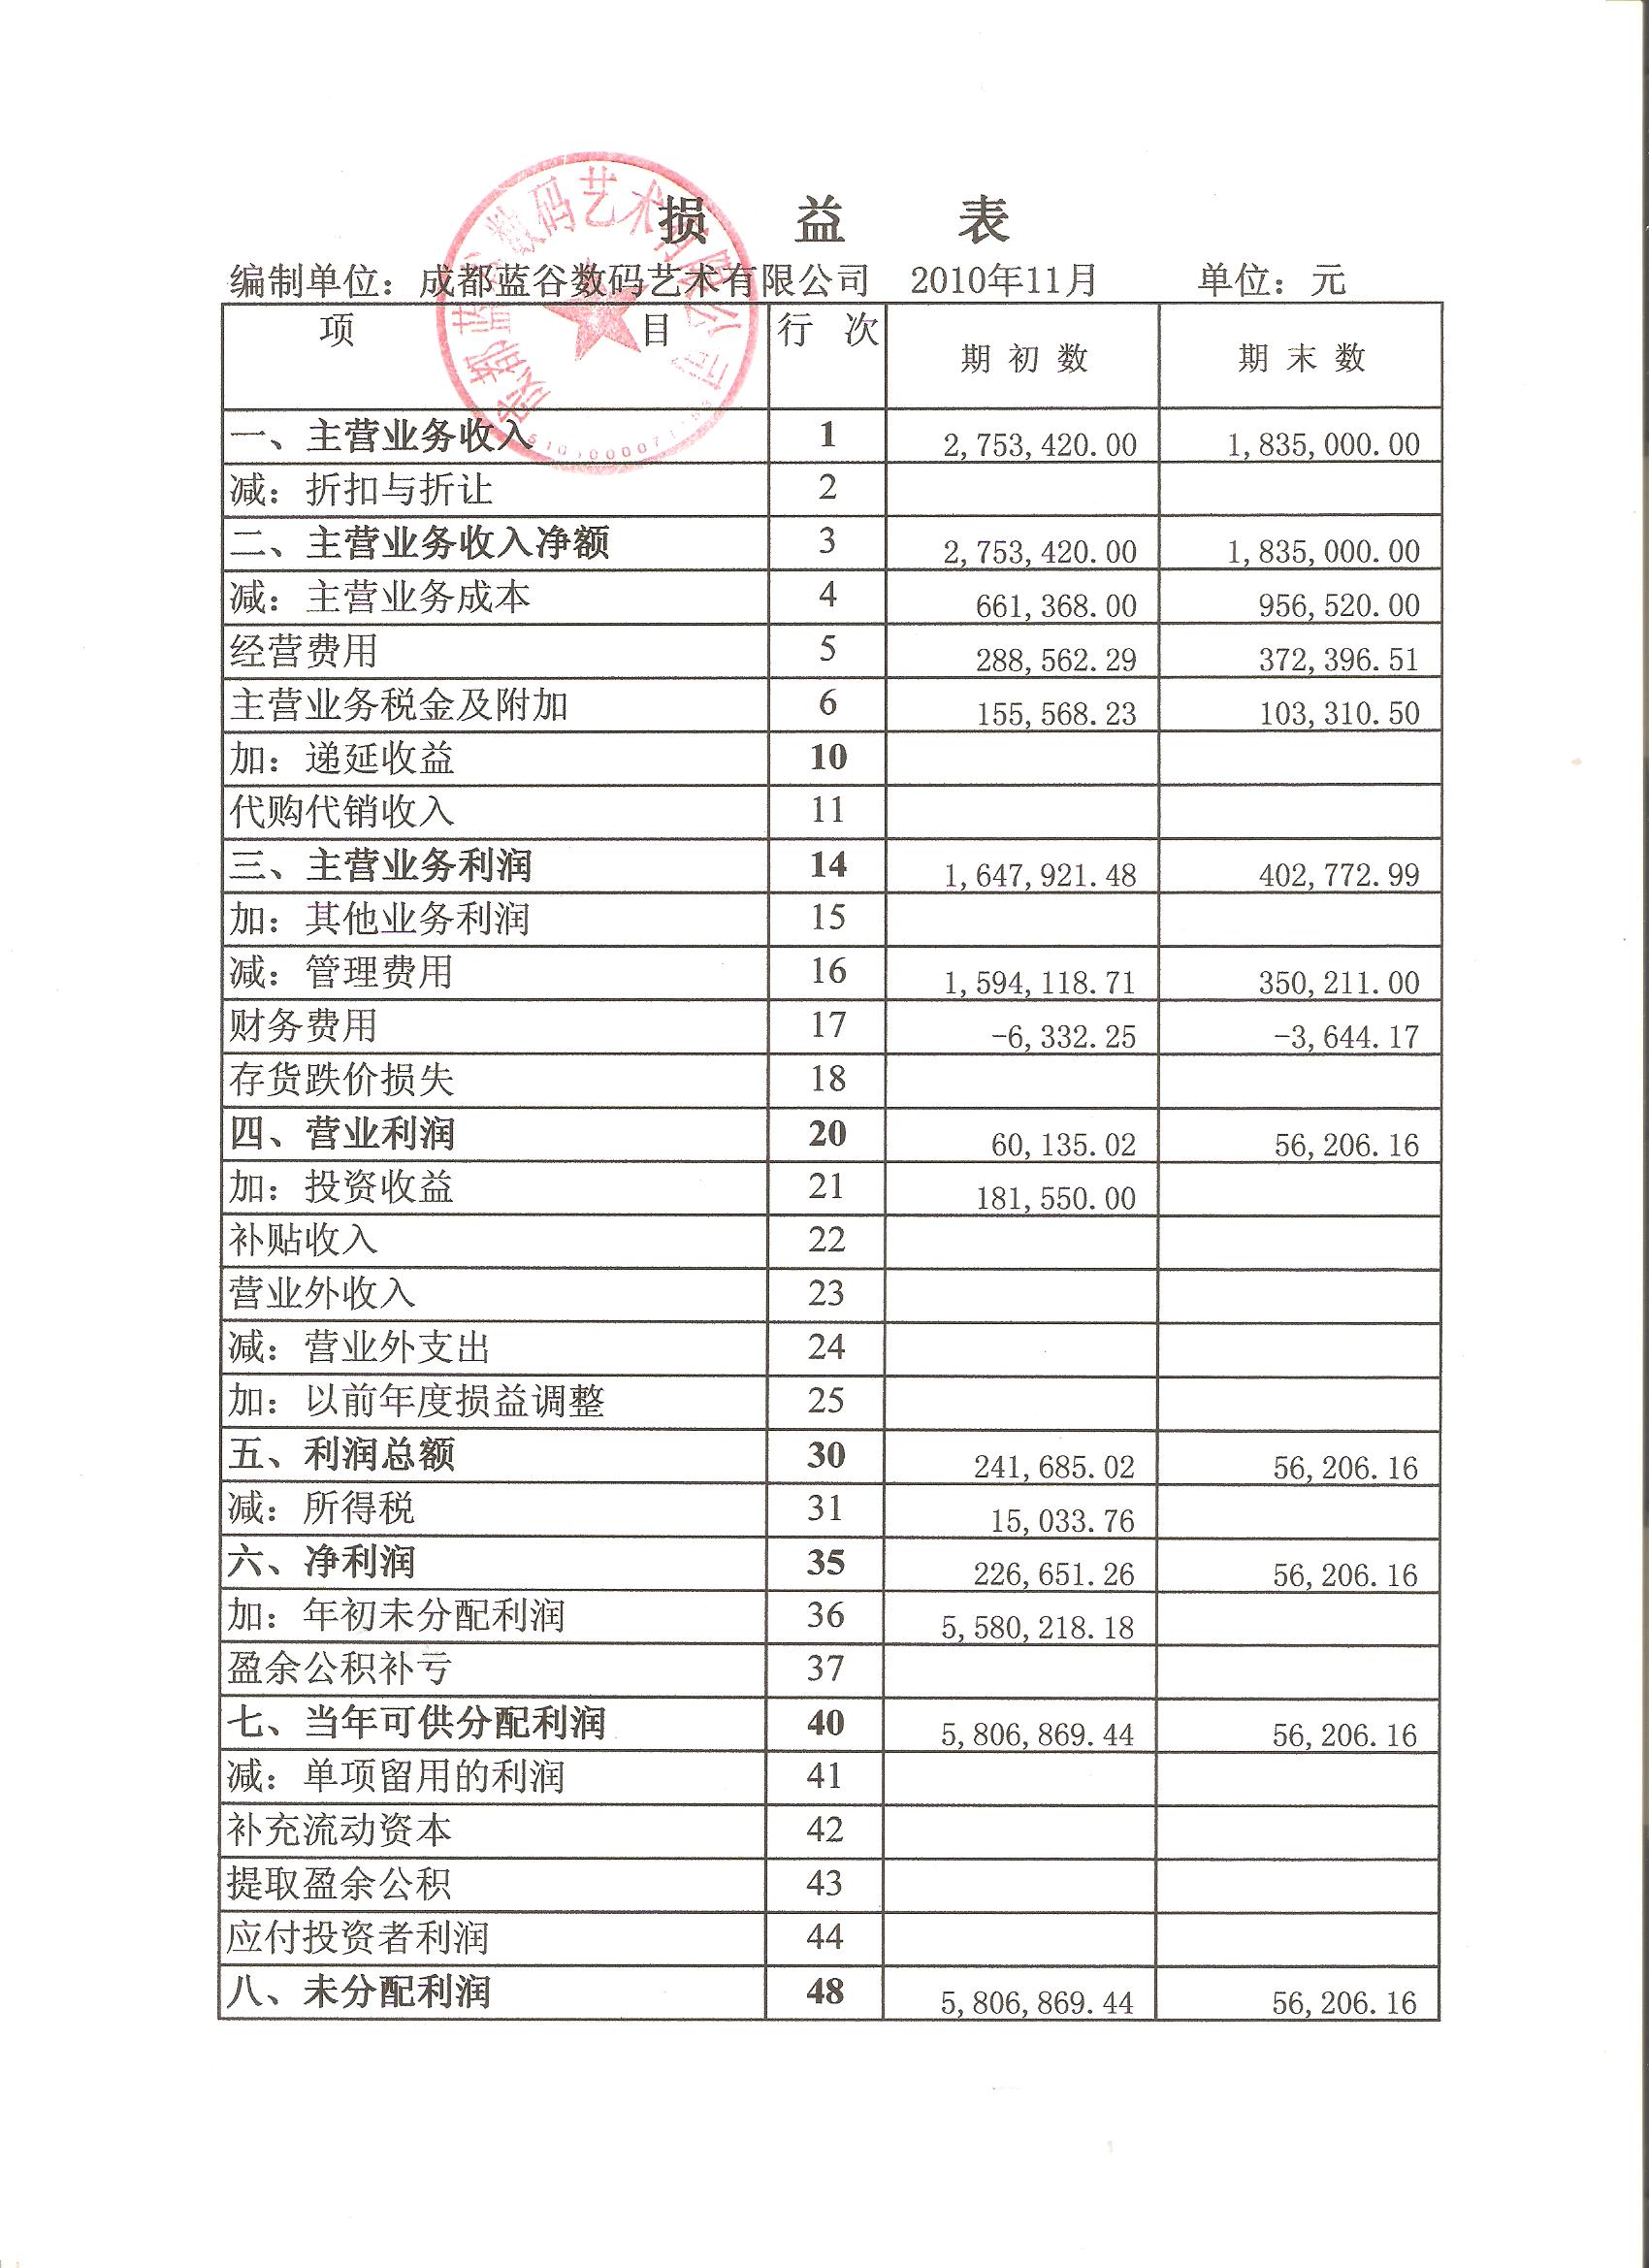 损 益 表
编制单位：成都蓝谷数码艺术有限公司 2010年11月 单位：元
项 目 行 次 期 初 数 期 末 数
一、主营业务收入 1 2,753,420.00 1,835,000.00
减：折扣与折让 2
二、主营业务收入净额 3 2,753,420.00 1,835,000.00
减：主营业务成本 4 661,368.00 956,520.00
经营费用 5 288,562.29 372,396.51
主营业务税金及附加 6 155,568.23 103,310.50
加：递延收益 10
代购代销收入 11
三、主营业务利润 14 1,647,921.48 402,772.99
加：其他业务利润 15
减：管理费用 16 1,594,118.71 350,211.00
财务费用 17 -6,332.25 -3,644.17
存货跌价损失 18
四、营业利润 20 60,135.02 56,206.16
加：投资收益 21 181,550.00
补贴收入 22
营业外收入 23
减：营业外支出 24
加：以前年度损益调整 25
五、利润总额 30 241,685.02 56,206.16
减：所得税 31 15,033.76
六、净利润 35 226,651.26 56,206.16
加：年初未分配利润 36 5,580,218.18
盈余公积补亏 37
七、当年可供分配利润 40 5,806,869.44 56,206.16
减：单项留用的利润 41
补充流动资本 42
提取盈余公积 43
应付投资者利润 44
八、未分配利润 48 5,806,869.44 56,206.16
成都蓝谷数码艺术有限公司